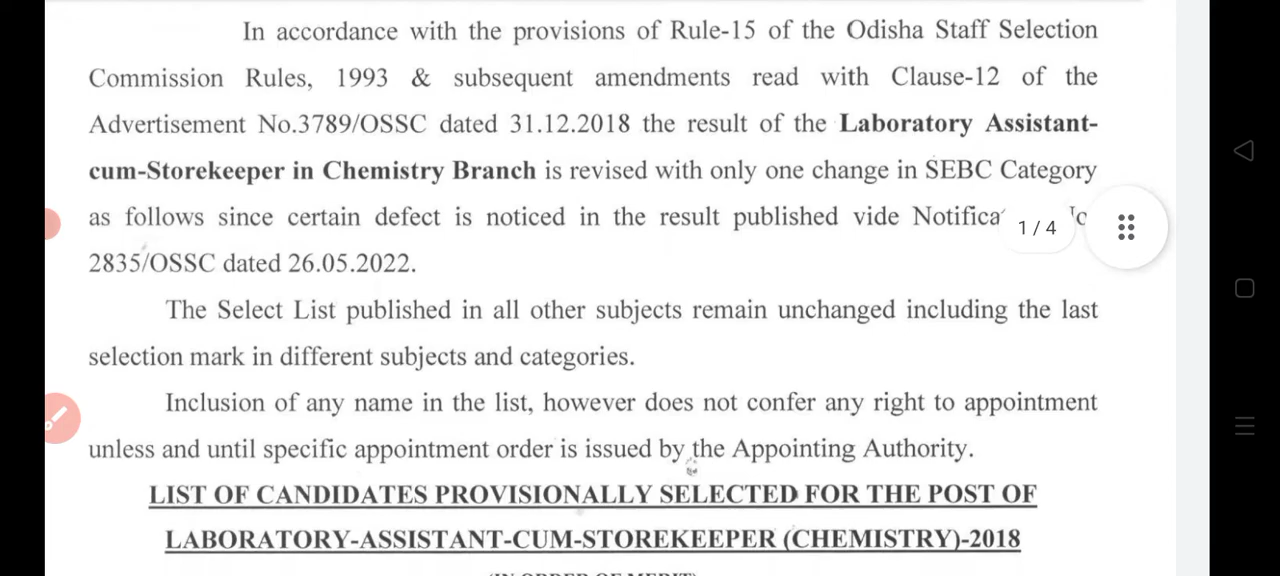 In accordance with the provisions of Rule-15 of the Odisha Staff Selection
Commission Rules, 1993 & subsequent amendments read with Clause-12 of the
Advertisement No.3789/OSSC dated 31.12.2018 the result of the Laboratory Assistant-
cum-Storekeeper in Chemistry Branch is revised with only one change in SEBC Category
as follows since certain defect is noticed in the result published vide
1 / 4
2835/OSSC dated 26.05.2022.
The Select List published in all other subjects remain unchanged including the last
selection mark in different subjects and categories.
Inclusion of any name in the list, however does not confer any right to appointment
unless and until specific appointment order is issued by the Appointing Authority.
LIST OF CANDIDATES PROVISIONALLY SELECTED FOR THE POST OF
LABORATORY-ASSISTANT-CUM-STOREKEEPER (CHEMISTRY)-2018